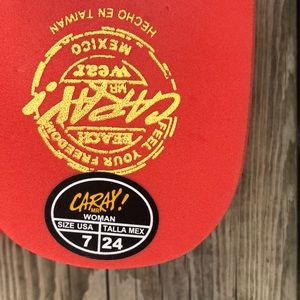 HECHO EN TAIWAN
MEXICO
Mr. West
CARAY!
BEACH
FEEL YOUR FREEDOM
CARAY!
WOMAN
SIZE USA TALLA MEX
7 24